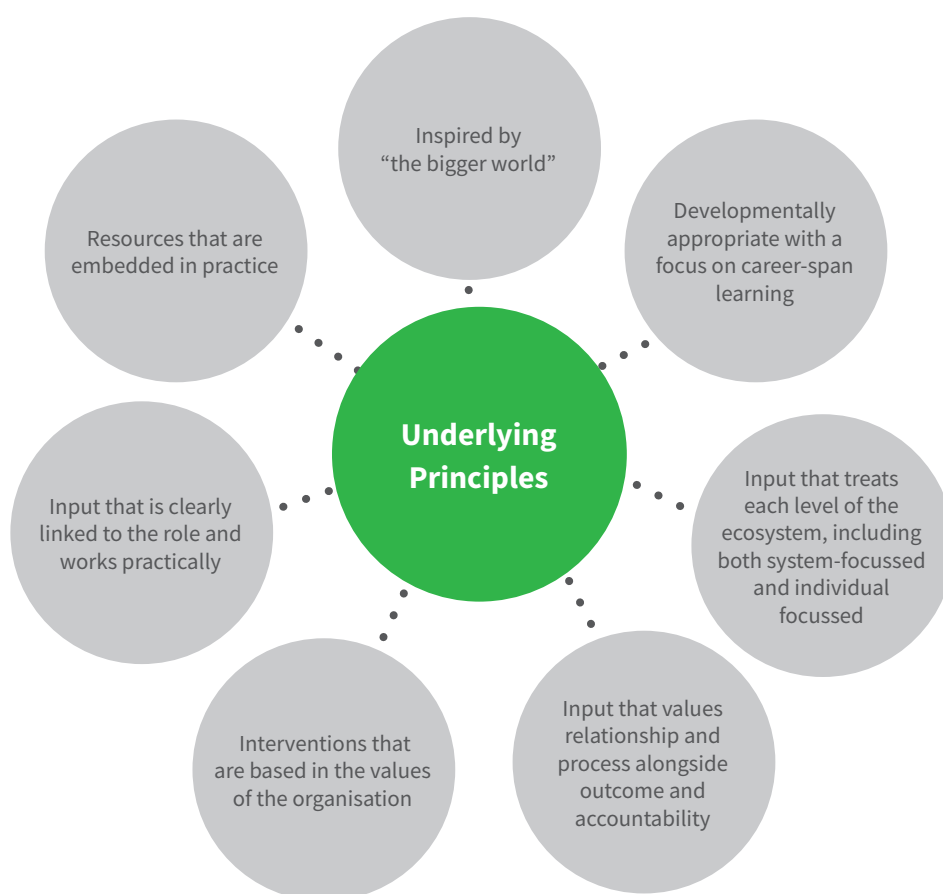 Inspired by
“the bigger world”
Developmentally
appropriate with a
focus on career-span
learning
Resources that are
embedded in practice
Underlying
Principles
Input that treats
each level of the
ecosystem, including
both system-focussed
and individual
focussed
Input that is clearly
linked to the role and
works practically
Input that values
relationship and
process alongside
outcome and
accountability
Interventions that
are based in the values
of the organisation